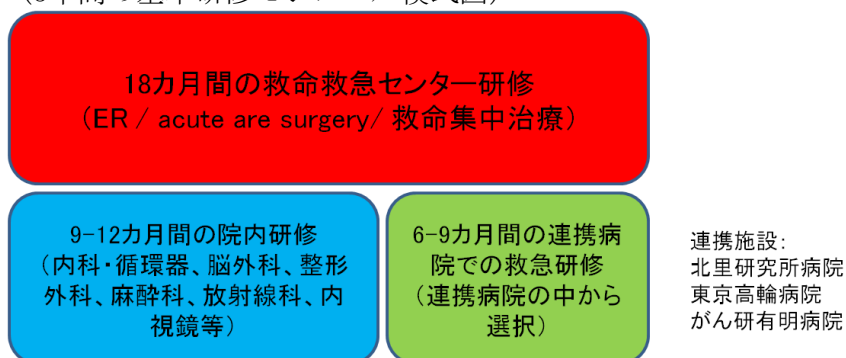 18カ月間の救命救急センター研修
（ER / acute are surgery/ 救命集中治療）
9-12カ月間の院内研修
（内科・循環器、脳外科、整形
外科、麻酔科、放射線科、内
視鏡等）
6-9カ月間の連携病
院での救急研修
（連携病院の中から
選択）
連携施設：
北里研究所病院
東京高輪病院
がん研有明病院